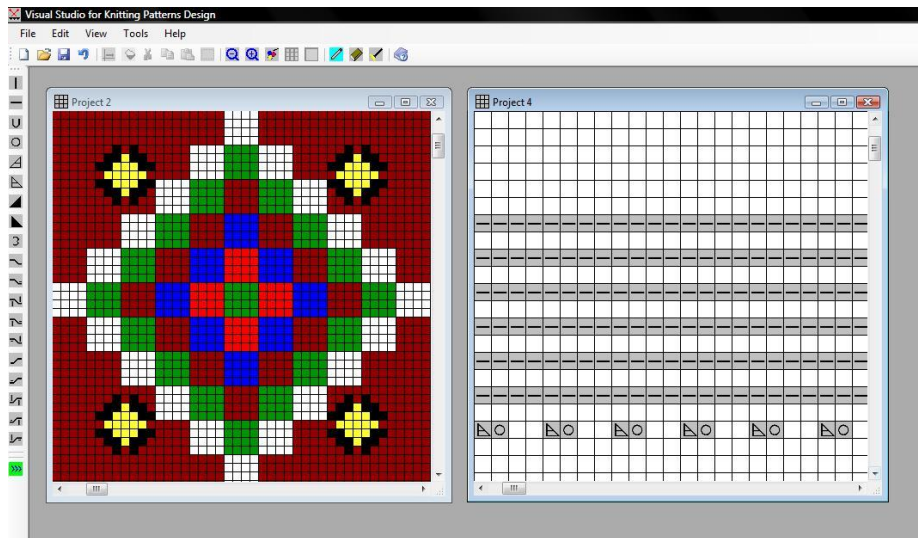 Visual Studio for Knitting Patterns Design
File Edit View Tools Help
Project 2
Project 4